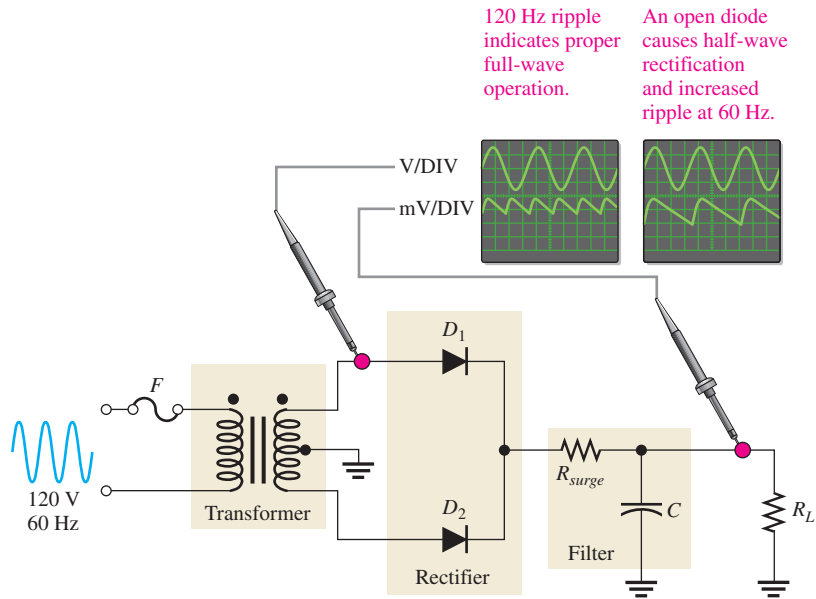 120 Hz ripple
indicates proper
full-wave
operation.
An open diode
causes half-wave
rectification
and increased
ripple at 60 Hz.
V/DIV
mV/DIV
D1
F
120 V
60 Hz
Transformer
D2
Rectifier
Rsurge
C
Filter
RL